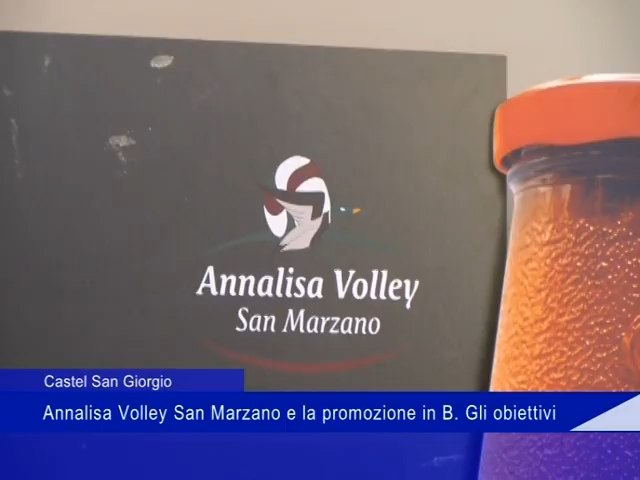 Annalisa Volley
San Marzano
Castel San Giorgio
Annalisa Volley San Marzano e la promozione in B. Gli obiettivi